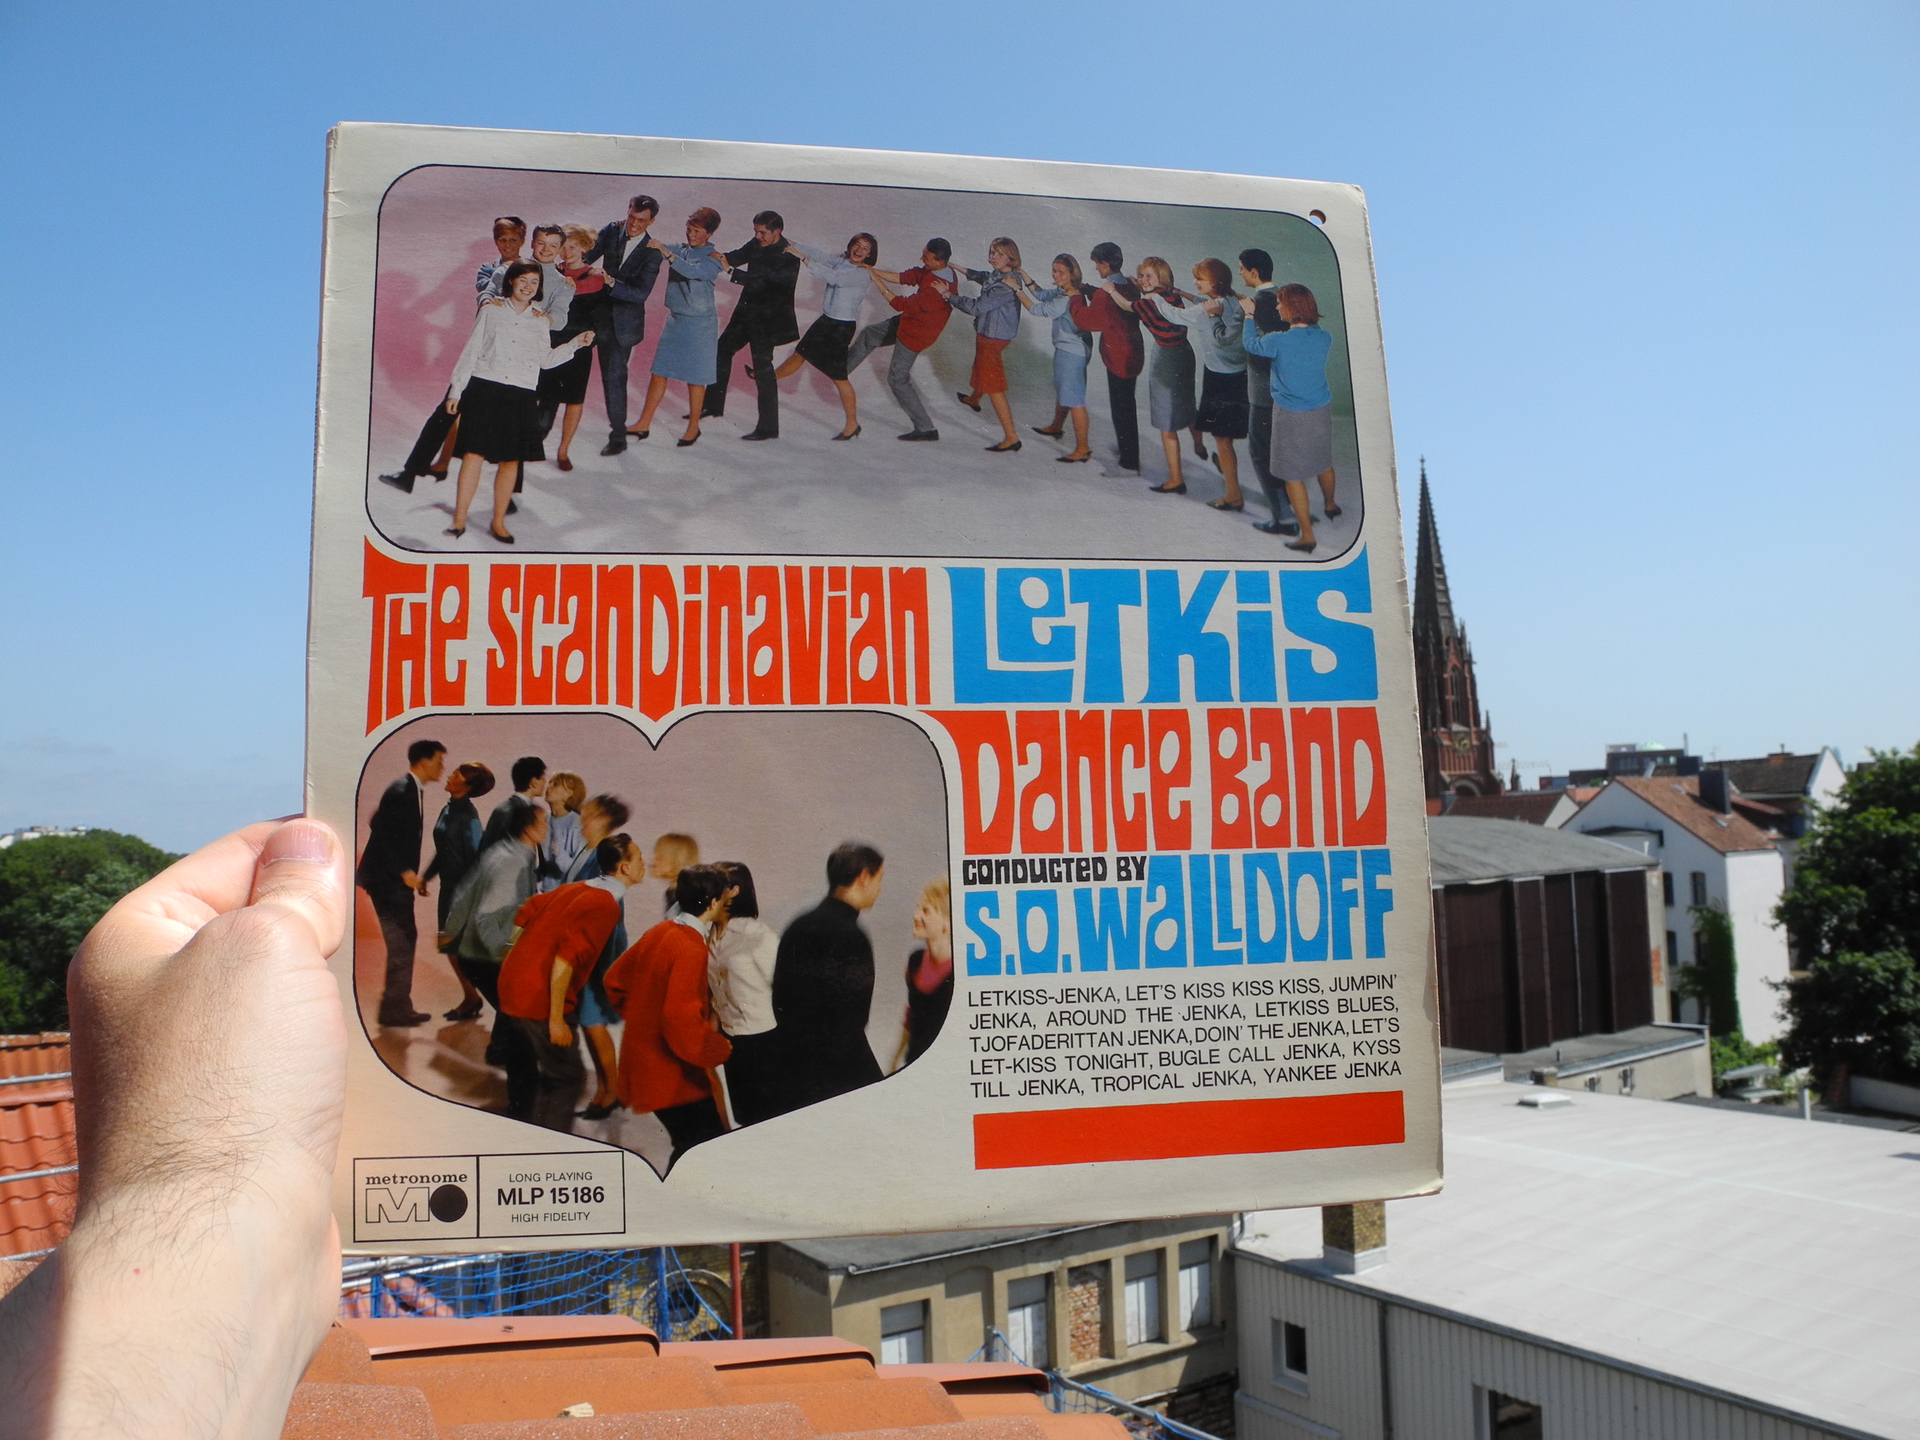 THE SCANDINAVIAN LETKIS
DANCE BAND
CONDUCTED BY
S.O. WALLDOFF
LETKISS-JENKA, LET'S KISS KISS KISS, JUMPIN'
JENKA, AROUND THE JENKA, LETKISS BLUES,
TJOFADERITTAN JENKA, DOIN' THE JENKA, LET'S
LET-KISS TONIGHT, BUGLE CALL JENKA, KYSS
TILL JENKA, TROPICAL JENKA, YANKEE JENKA
metronome
MO
LONG PLAYING
MLP 15186
HIGH FIDELITY